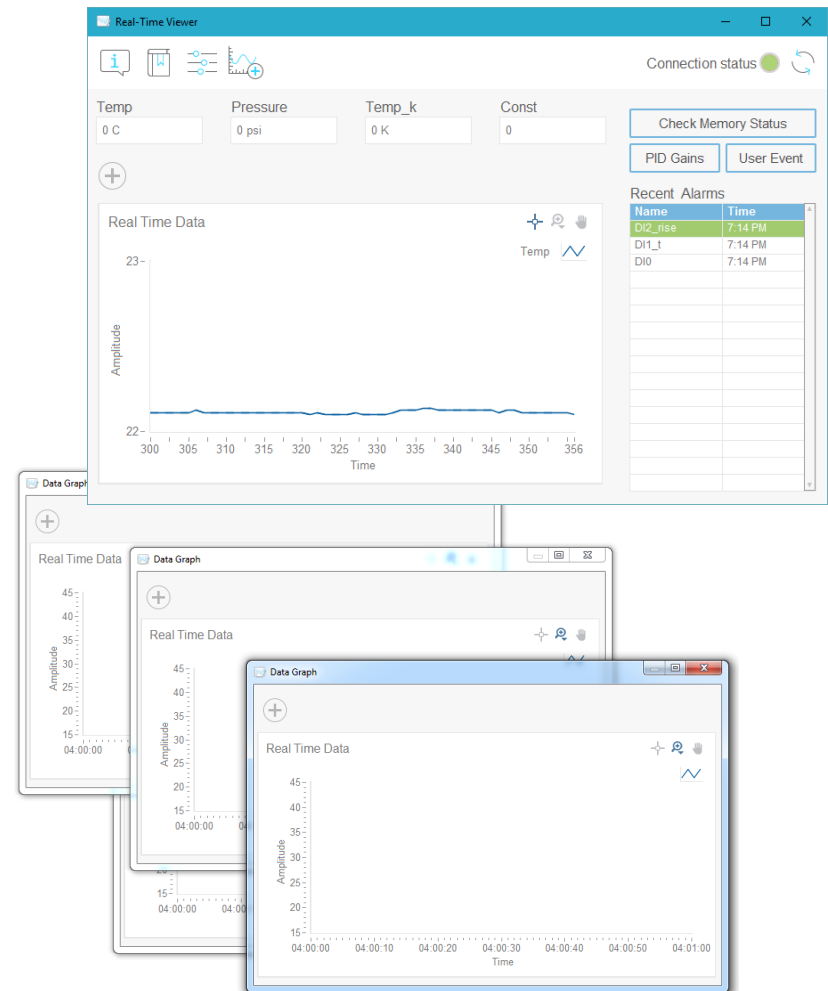 Real-Time Viewer
Connection status
Temp Pressure Temp_k Const
0 C 0 psi 0 K 0
Check Memory Status
PID Gains User Event
Recent Alarms
Name Time
DI2_rise 7:14 PM
DI1_t 7:14 PM
DI0 7:14 PM
Real Time Data
Temp
23
Amplitude
22
300 305 310 315 320 325 330 335 340 345 350 356
Time
Data Graph
Real Time Data
45
40
35
30
25
20
15
Amplitude
04:00:00
Data Graph
Real Time Data
45
40
35
30
25
20
15
Amplitude
04:00:00
15
04:00:00
Data Graph
Real Time Data
45
40
35
30
25
20
15
Amplitude
04:00:00 04:00:10 04:00:20 04:00:30 04:00:40 04:00:50 04:01:00
Time